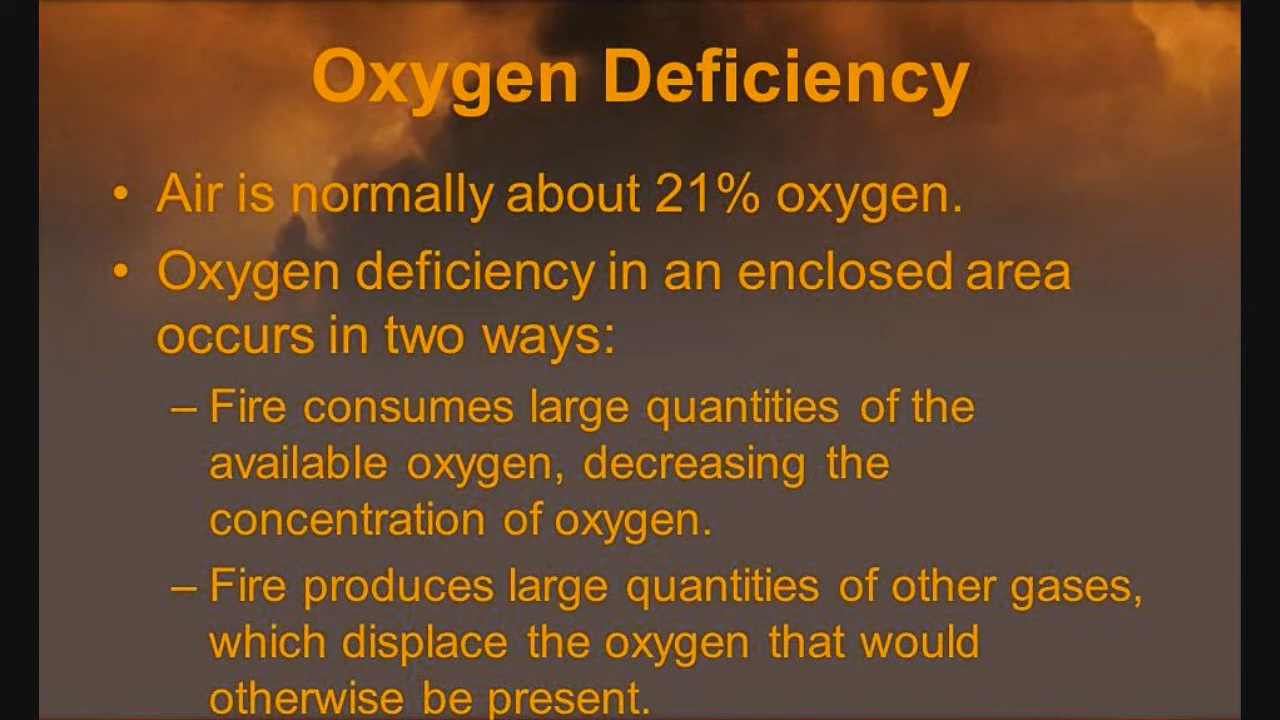 Oxygen Deficiency
• Air is normally about 21% oxygen.
• Oxygen deficiency in an enclosed area
occurs in two ways:
– Fire consumes large quantities of the
available oxygen, decreasing the
concentration of oxygen.
– Fire produces large quantities of other gases,
which displace the oxygen that would
otherwise be present.